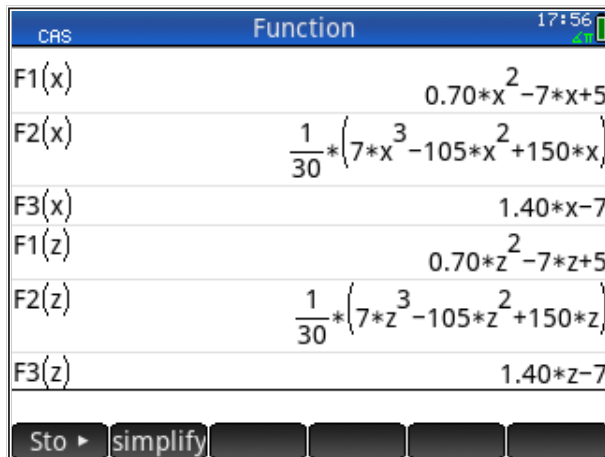 CAS
Function
17:56
∡π
F1(x)
0.70*x²-7*x+5
F2(x)
1/30*(7*x³-105*x²+150*x)
F3(x)
1.40*x-7
F1(z)
0.70*z²-7*z+5
F2(z)
1/30*(7*z³-105*z²+150*z)
F3(z)
1.40*z-7
Sto ▸
simplify